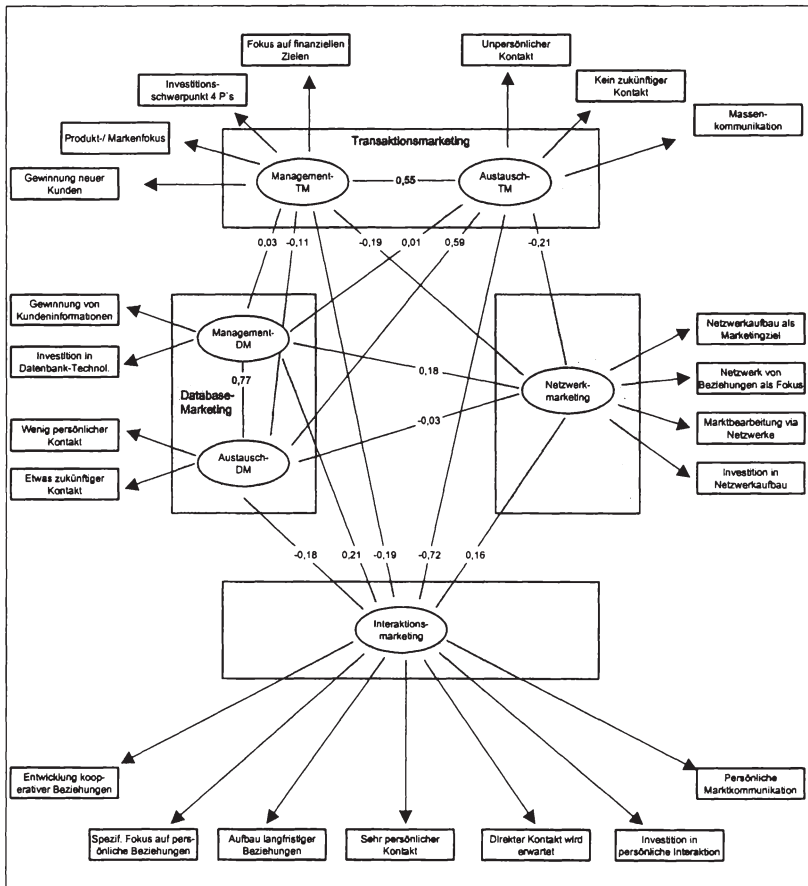 Fokus auf finanziellen
Zielen
Unpersönlicher
Kontakt
Investitions-
schwerpunkt 4 P´s
Kein zukünftiger
Kontakt
Produkt-/ Markenfokus
Transaktionsmarketing
Massen-
kommunikation
Gewinnung neuer
Kunden
Management-
TM
0,55
Austausch-
TM
0,03
-0,11
-0,19
0,01
0,59
-0,21
Gewinnung von
Kundeninformationen
Investition in
Datenbank-Technol.
Management-
DM
0,77
Database-
Marketing
Wenig persönlicher
Kontakt
Etwas zukünftiger
Kontakt
Austausch-
DM
0,18
-0,03
Netzwerk-
marketing
Netzwerkaufbau als
Marketingziel
Netzwerk von
Beziehungen als Fokus
Marktbearbeitung via
Netzwerke
Investition in
Netzwerkaufbau
-0,18
0,21
-0,19
-0,72
0,16
Interaktions-
marketing
Entwicklung koop-
erativer Beziehungen
Persönliche
Marktkommunikation
Spezif. Fokus auf per-
sönliche Beziehungen
Aufbau langfristiger
Beziehungen
Sehr persönlicher
Kontakt
Direkter Kontakt wird
erwartet
Investition in
persönliche Interaktion